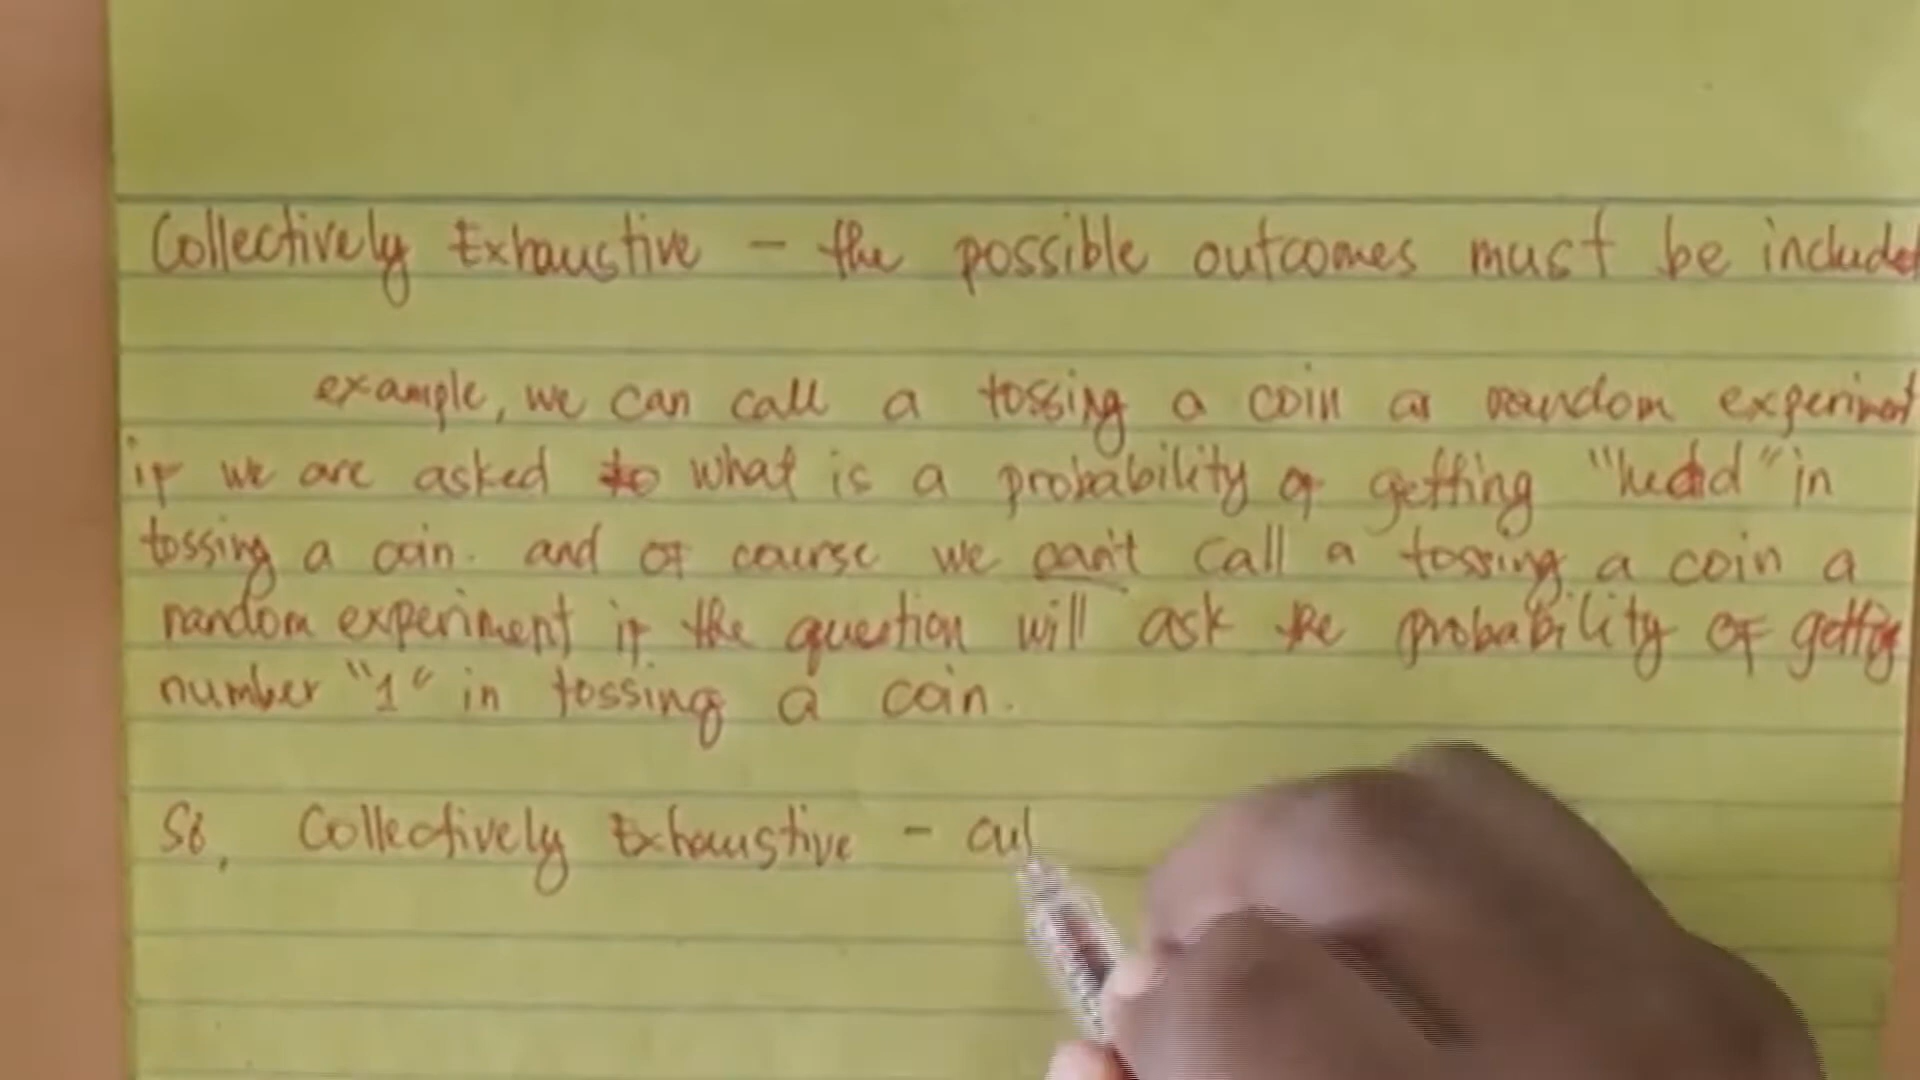 Collectively Exhaustive - the possible outcomes must be included
example, we can call a tossing a coin a random experiment
if we are asked to what is a probability of getting "head" in
tossing a coin. and of course we can't call a tossing a coin a
random experiment if the question will ask the probability of getting
number "1" in tossing a coin.
So, Collectively Exhaustive -